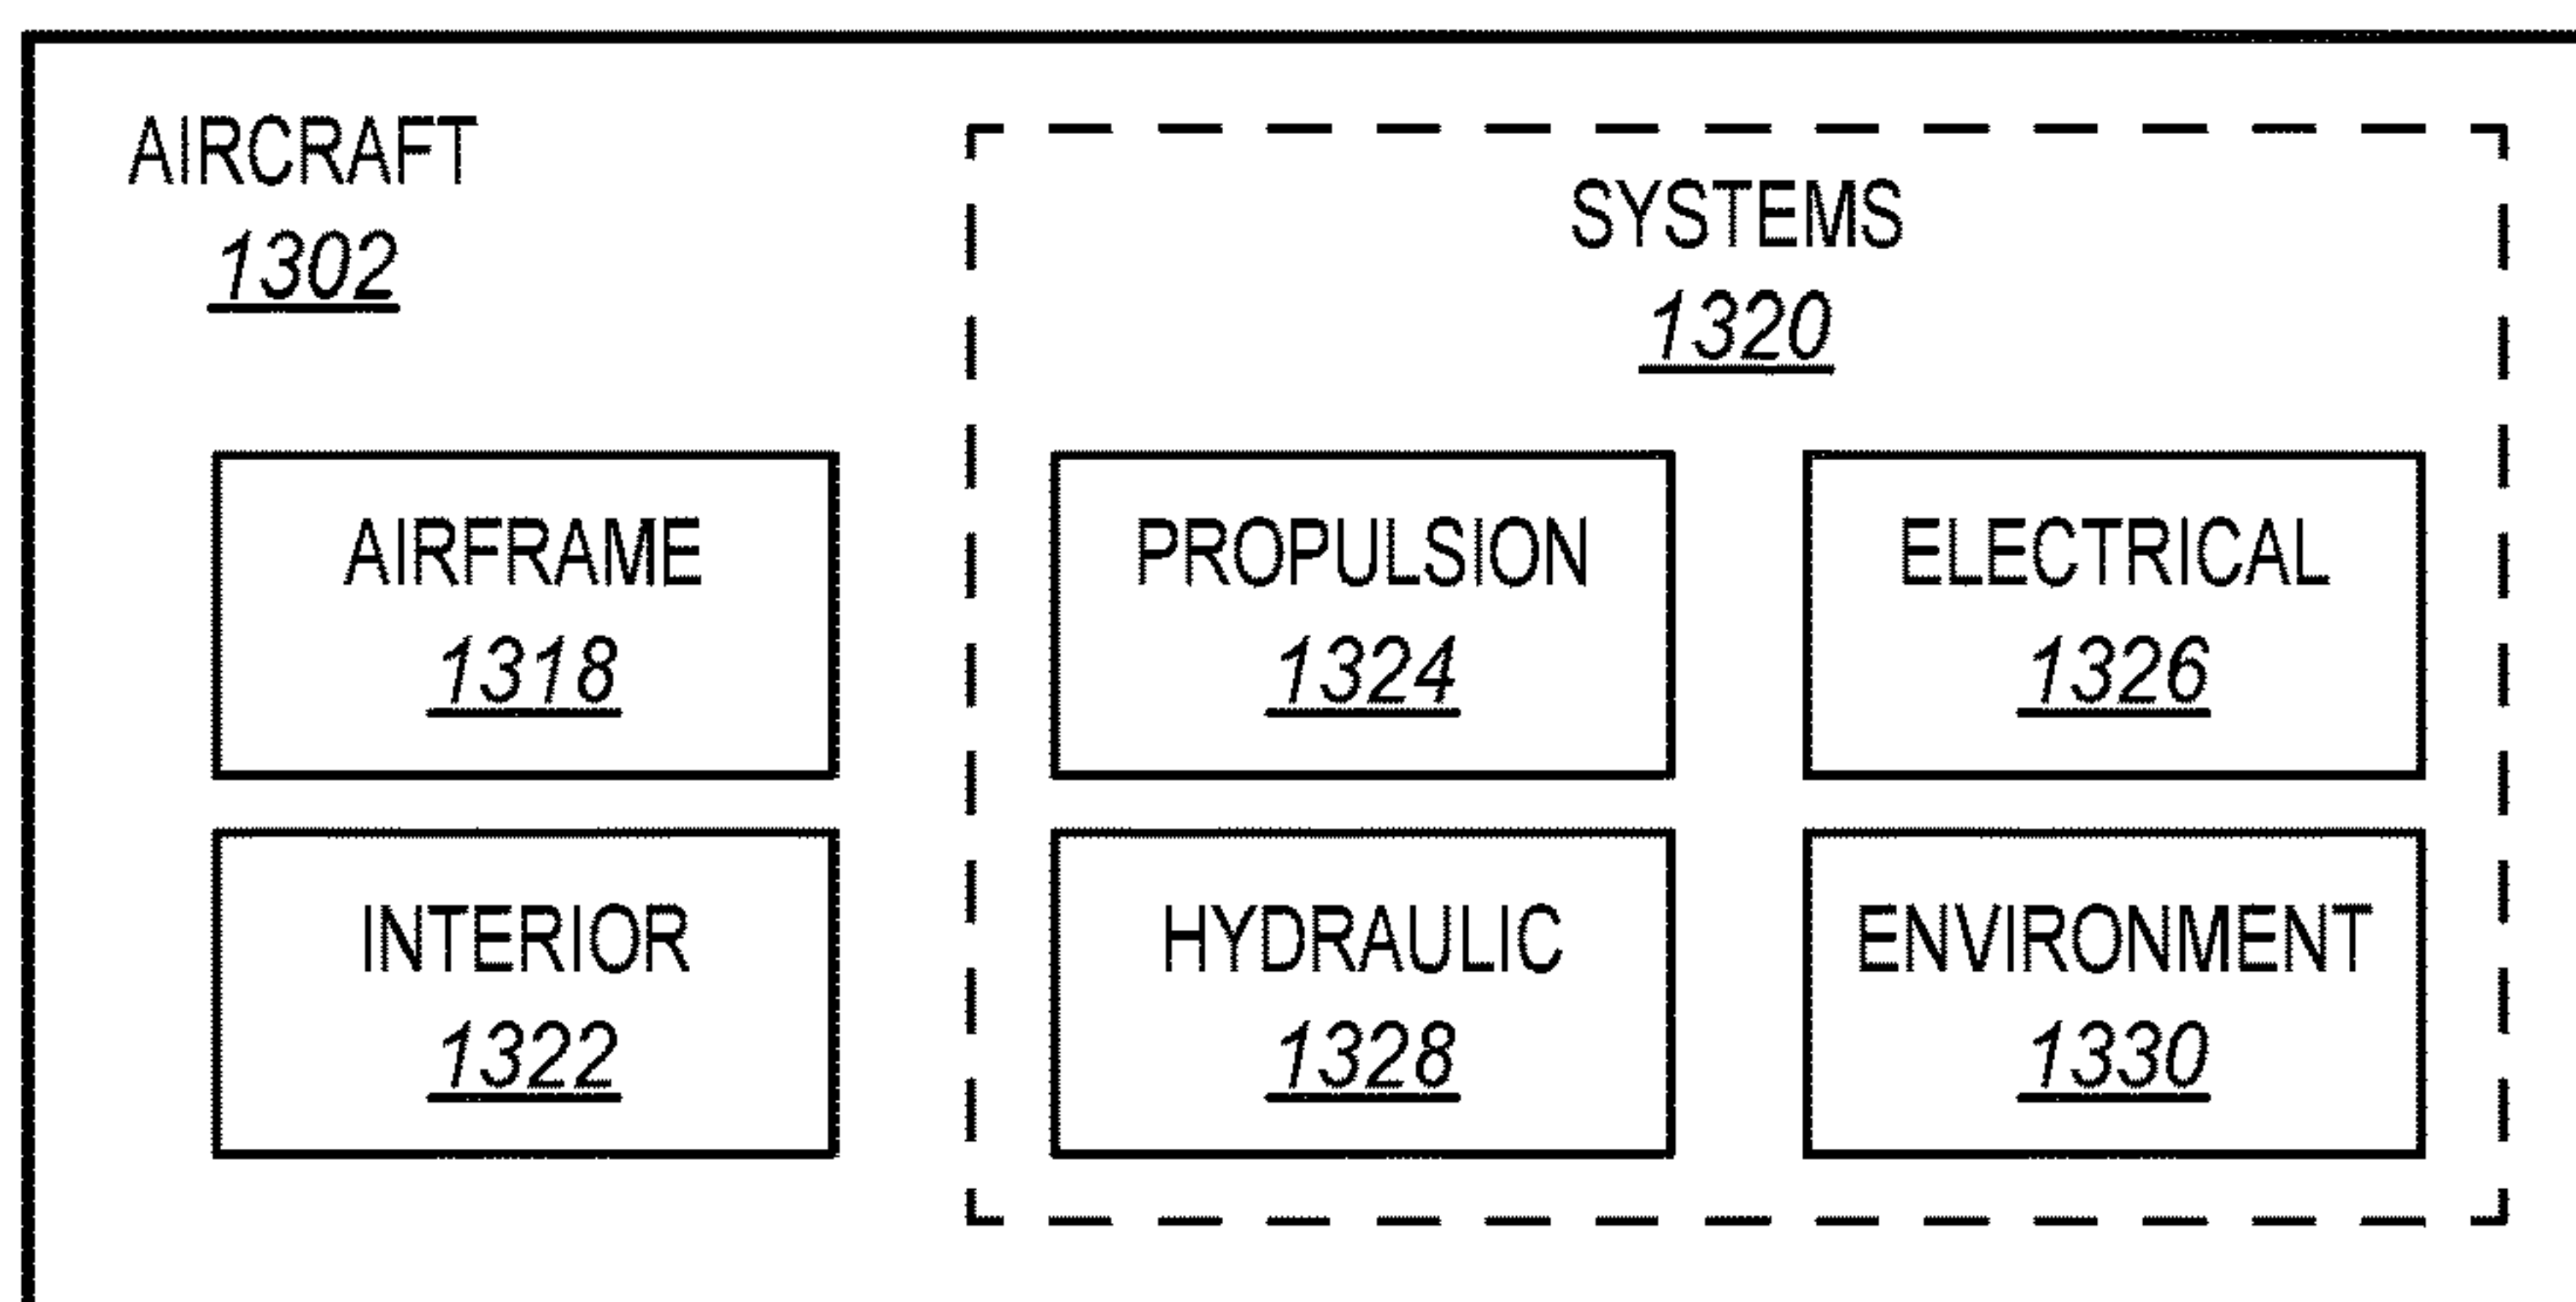 AIRCRAFT
1302
SYSTEMS
1320
AIRFRAME
1318
PROPULSION
1324
ELECTRICAL
1326
INTERIOR
1322
HYDRAULIC
1328
ENVIRONMENT
1330